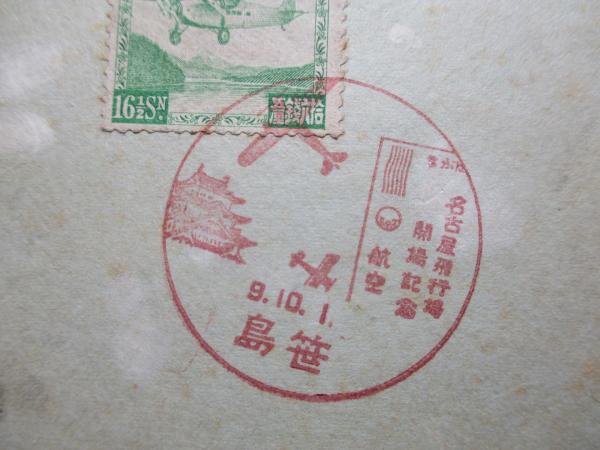 16½SN.
拾六錢
名古屋飛行場
開場記念
航空
9.10.1.
笹島